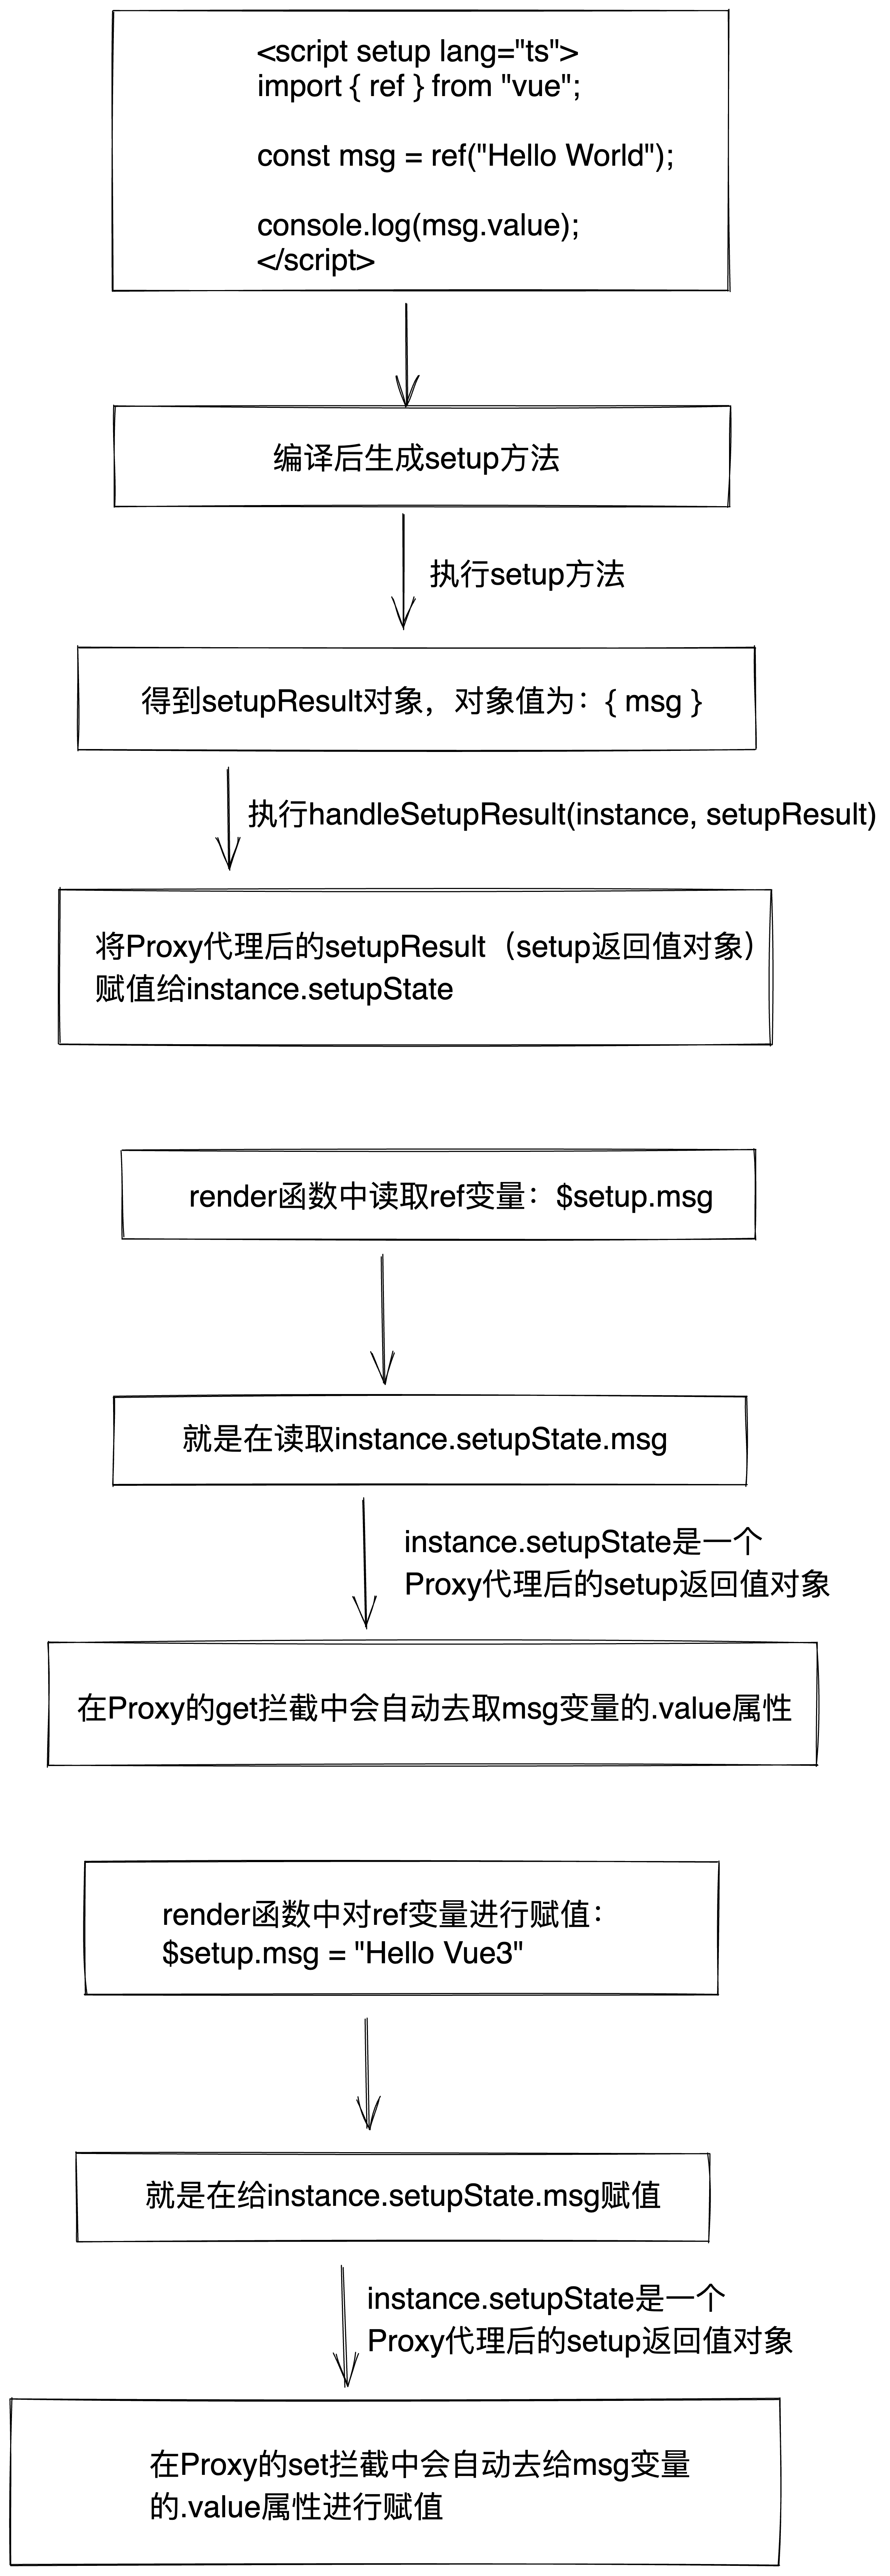 <script setup lang="ts">
import { ref } from "vue";
const msg = ref("Hello World");
console.log(msg.value);
</script>
编译后生成setup方法
执行setup方法
得到setupResult对象，对象值为：{ msg }
执行handleSetupResult(instance, setupResult)
将Proxy代理后的setupResult（setup返回值对象）
赋值给instance.setupState
render函数中读取ref变量：$setup.msg
就是在读取instance.setupState.msg
instance.setupState是一个
Proxy代理后的setup返回值对象
在Proxy的get拦截中会自动去取msg变量的.value属性
render函数中对ref变量进行赋值：
$setup.msg = "Hello Vue3"
就是在给instance.setupState.msg赋值
instance.setupState是一个
Proxy代理后的setup返回值对象
在Proxy的set拦截中会自动去给msg变量
的.value属性进行赋值